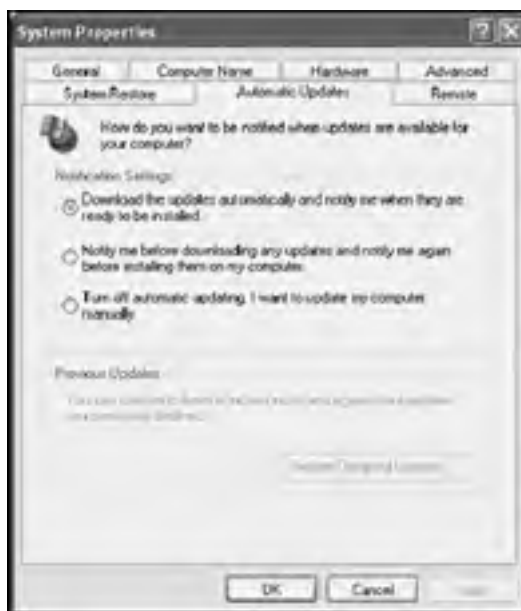 System Properties
General Computer Name Hardware Advanced
System Restore Automatic Updates Remote
How do you want to be notified when updates are available for
your computer?
Notification Settings
Download the updates automatically and notify me when they are
ready to be installed.
Notify me before downloading any updates and notify me again
before installing them on my computer.
Turn off automatic updating. I want to update my computer
manually.
Previous Updates
OK Cancel